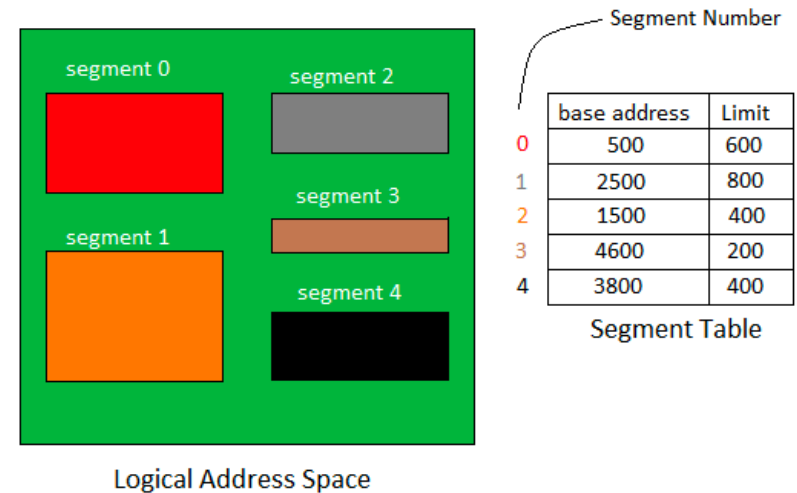 segment 0
segment 2
segment 3
segment 1
segment 4
Logical Address Space
Segment Number
base address Limit
0 500 600
1 2500 800
2 1500 400
3 4600 200
4 3800 400
Segment Table